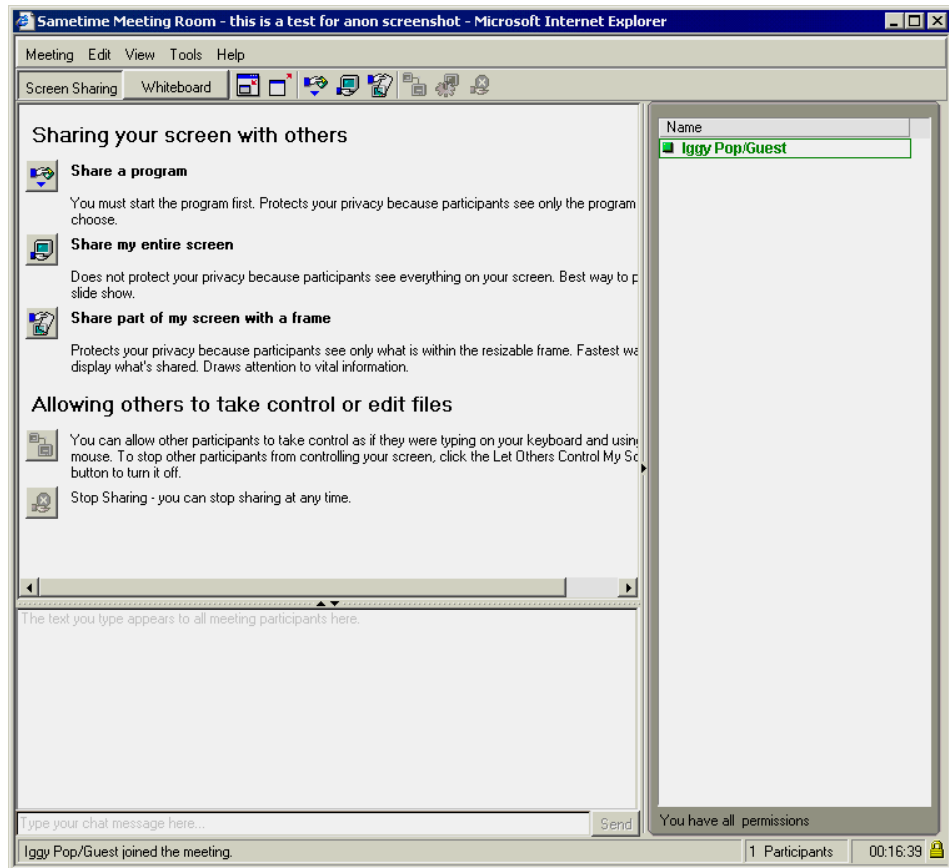 Sametime Meeting Room - this is a test for anon screenshot - Microsoft Internet Explorer
Meeting Edit View Tools Help
Screen Sharing Whiteboard
Sharing your screen with others
Share a program
You must start the program first. Protects your privacy because participants see only the program
choose.
Share my entire screen
Does not protect your privacy because participants see everything on your screen. Best way to p
slide show.
Share part of my screen with a frame
Protects your privacy because participants see only what is within the resizable frame. Fastest wa
display what's shared. Draws attention to vital information.
Allowing others to take control or edit files
You can allow other participants to take control as if they were typing on your keyboard and using
mouse. To stop other participants from controlling your screen, click the Let Others Control My Sc
button to turn it off.
Stop Sharing - you can stop sharing at any time.
The text you type appears to all meeting participants here.
Type your chat message here...
Send
Name
Iggy Pop/Guest
You have all permissions
Iggy Pop/Guest joined the meeting.
1 Participants
00:16:39